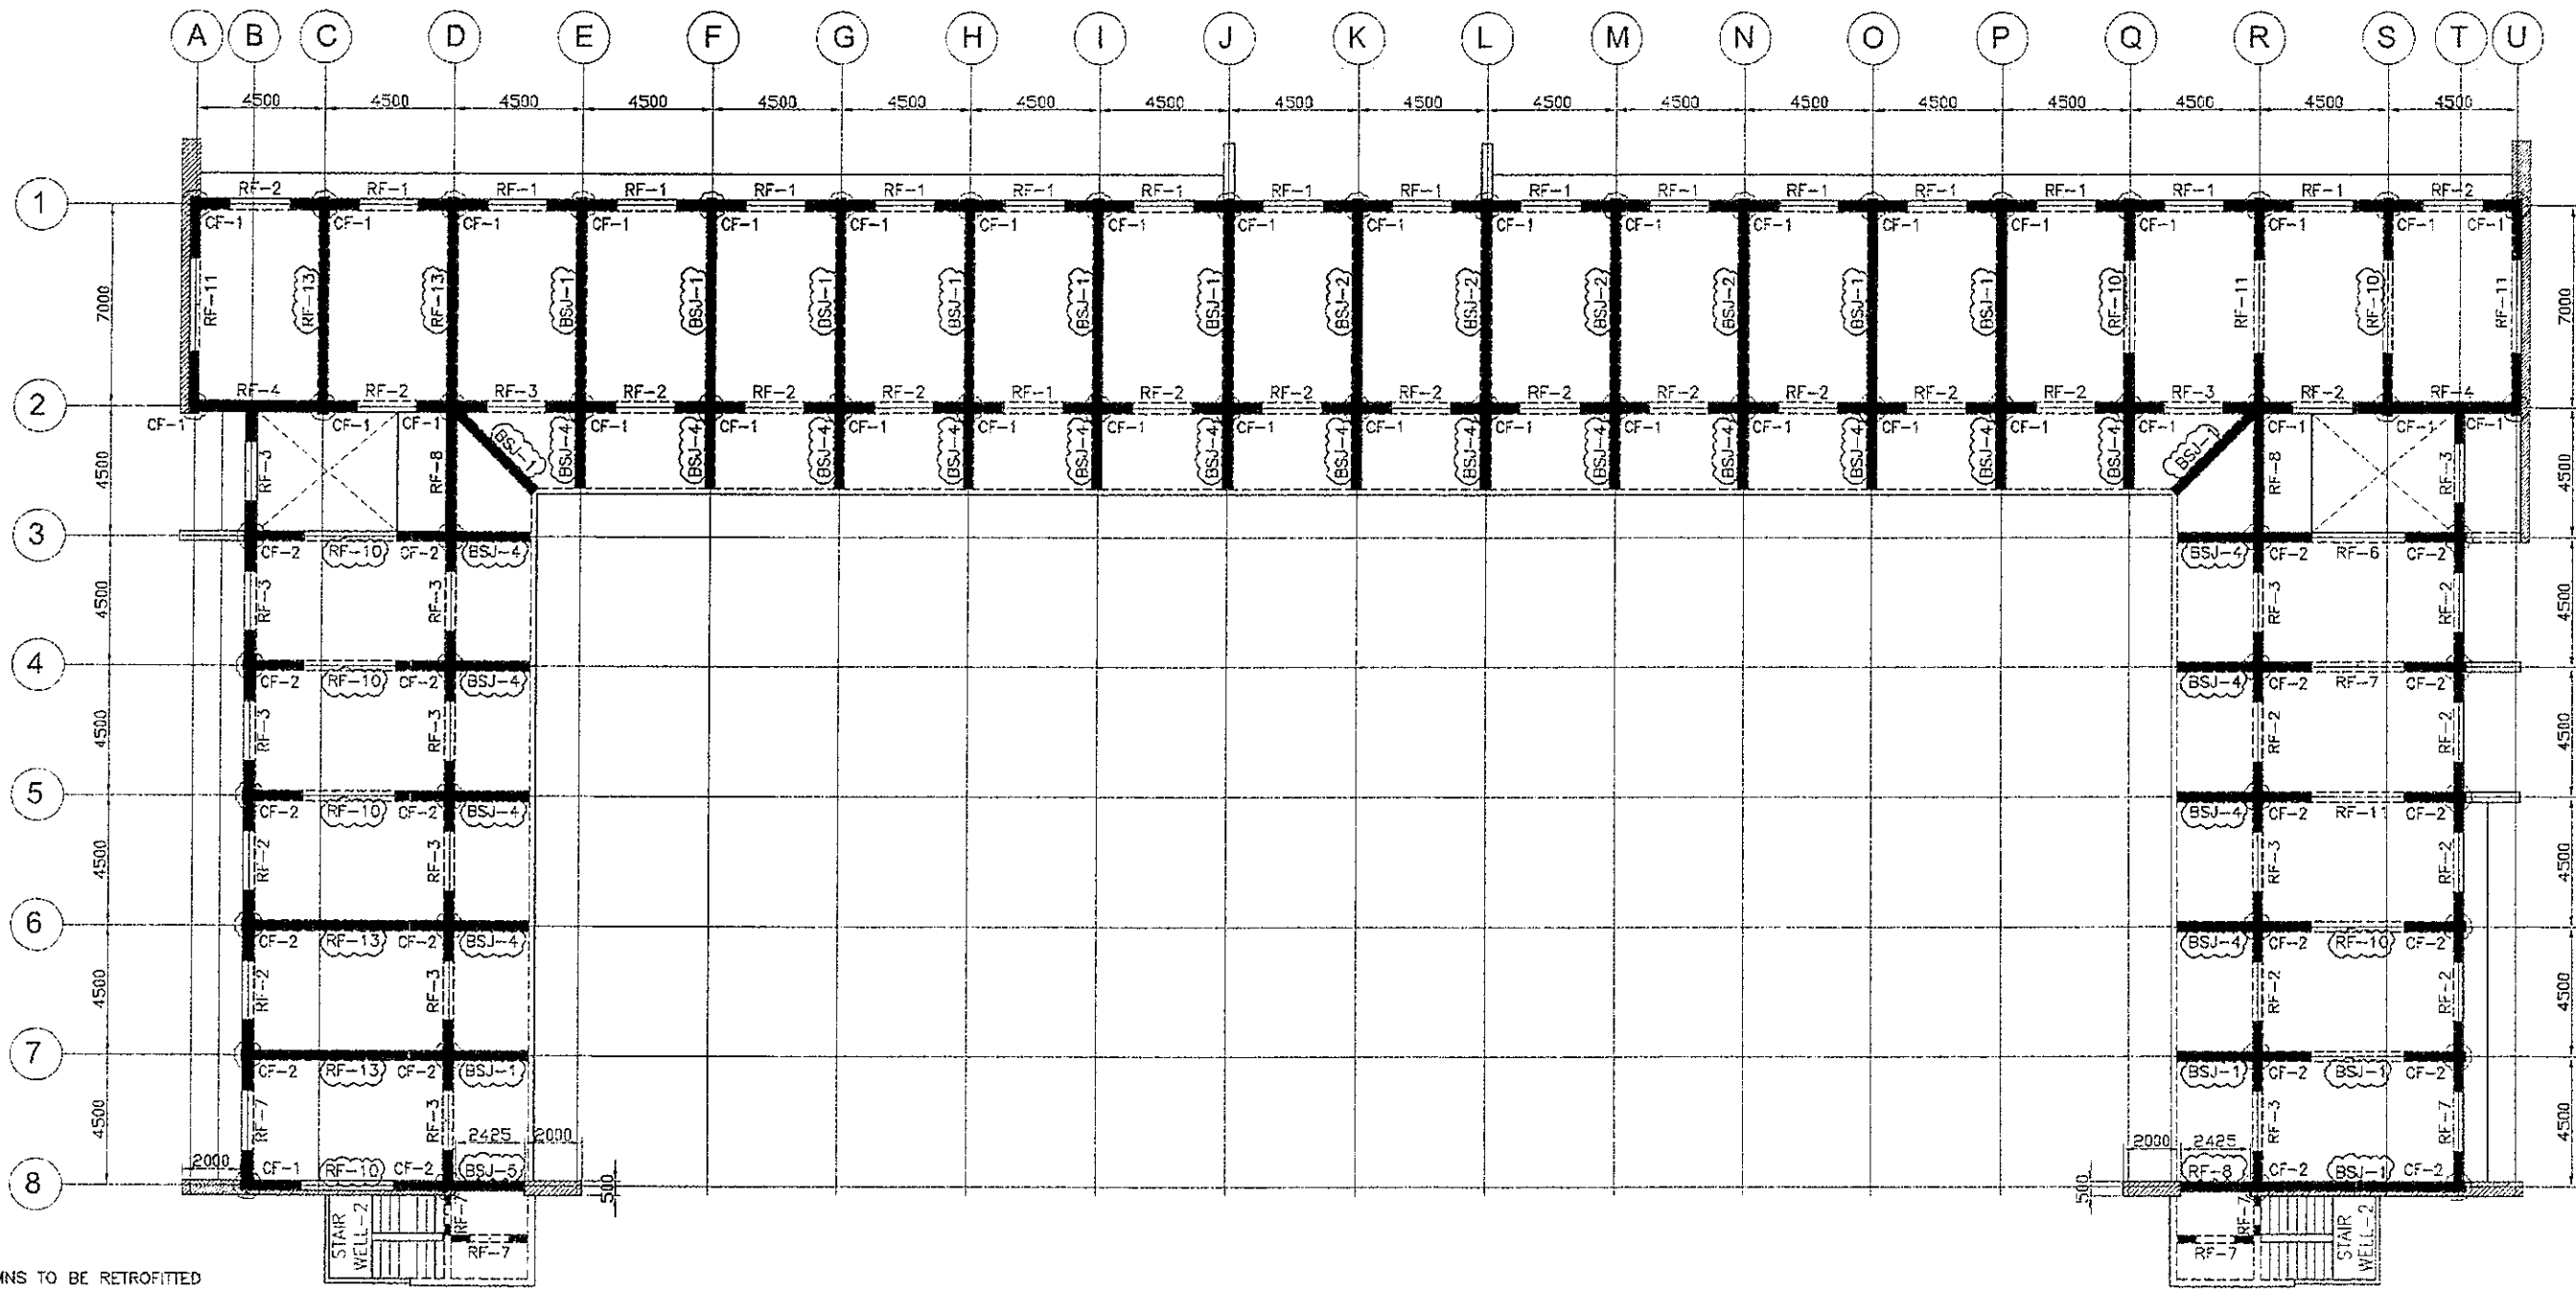 A B C D E F G H I J K L M N O P Q R S T U
4500 4500 4500 4500 4500 4500 4500 4500 4500 4500 4500 4500 4500 4500 4500 4500 4500 4500
1 RF-2 RF-1 RF-1 RF-1 RF-1 RF-1 RF-1 RF-1 RF-1 RF-1 RF-1 RF-1 RF-1 RF-1 RF-1 RF-1 RF-1 RF-2
CF-1 CF-1 CF-1 CF-1 CF-1 CF-1 CF-1 CF-1 CF-1 CF-1 CF-1 CF-1 CF-1 CF-1 CF-1 CF-1 CF-1 CF-1 CF-1
7000 RF-11 RF-13 RF-13 BSJ-1 BSJ-1 BSJ-1 BSJ-1 BSJ-1 BSJ-1 BSJ-2 BSJ-2 BSJ-2 BSJ-2 BSJ-1 BSJ-1 RF-10 RF-11 RF-10 RF-11 7000
2 RF-4 RF-2 RF-3 RF-2 RF-2 RF-2 RF-1 RF-2 RF-2 RF-2 RF-2 RF-2 RF-2 RF-2 RF-3 RF-2 RF-4
CF-1 CF-1 CF-1 CF-1 CF-1 CF-1 CF-1 CF-1 CF-1 CF-1 CF-1 CF-1 CF-1 CF-1 CF-1 CF-1 CF-1 CF-1 CF-1
4500 RF-3 RF-8 BSJ-1 BSJ-4 BSJ-4 BSJ-4 BSJ-4 BSJ-4 BSJ-4 BSJ-4 BSJ-4 BSJ-4 BSJ-4 BSJ-4 BSJ-4 BSJ-4 BSJ-1 RF-8 RF-3 4500
3 CF-2 RF-10 CF-2 BSJ-4 BSJ-4 CF-2 RF-6 CF-2
4500 RF-3 RF-3 RF-3 RF-2 4500
4 CF-2 RF-10 CF-2 BSJ-4 BSJ-4 CF-2 RF-7 CF-2
4500 RF-3 RF-3 RF-2 RF-2 4500
5 CF-2 RF-10 CF-2 BSJ-4 BSJ-4 CF-2 RF-11 CF-2
4500 RF-2 RF-3 RF-3 RF-2 4500
6 CF-2 RF-13 CF-2 BSJ-4 BSJ-4 CF-2 RF-10 CF-2
4500 RF-2 RF-3 RF-2 RF-2 4500
7 CF-2 RF-13 CF-2 BSJ-1 BSJ-1 CF-2 BSJ-1 CF-2
4500 RF-7 RF-3 RF-3 RF-7 4500
2000 2425 2000 2000 2425
8 CF-1 RF-10 CF-2 BSJ-5 500 500 RF-8 CF-2 BSJ-1 CF-2
STAIR WELL-2 RF-7 RF-7 RF-7 RF-7 STAIR WELL-2
MNS TO BE RETROFITTED